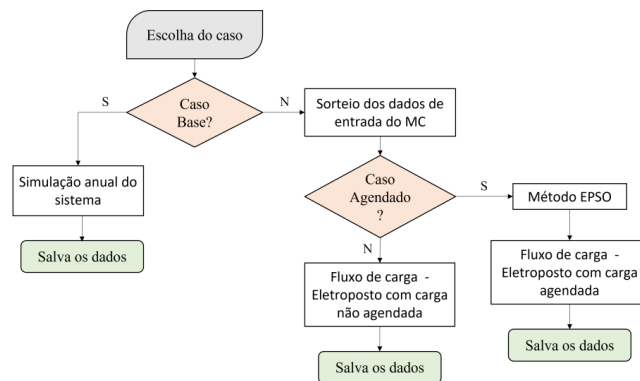 Escolha do caso
S
Caso
Base?
N
Sorteio dos dados de
entrada do MC
Simulação anual do
sistema
Salva os dados
Caso
Agendado
?
S
Método EPSO
N
Fluxo de carga -
Eletroposto com carga
não agendada
Salva os dados
Fluxo de carga -
Eletroposto com carga
agendada
Salva os dados